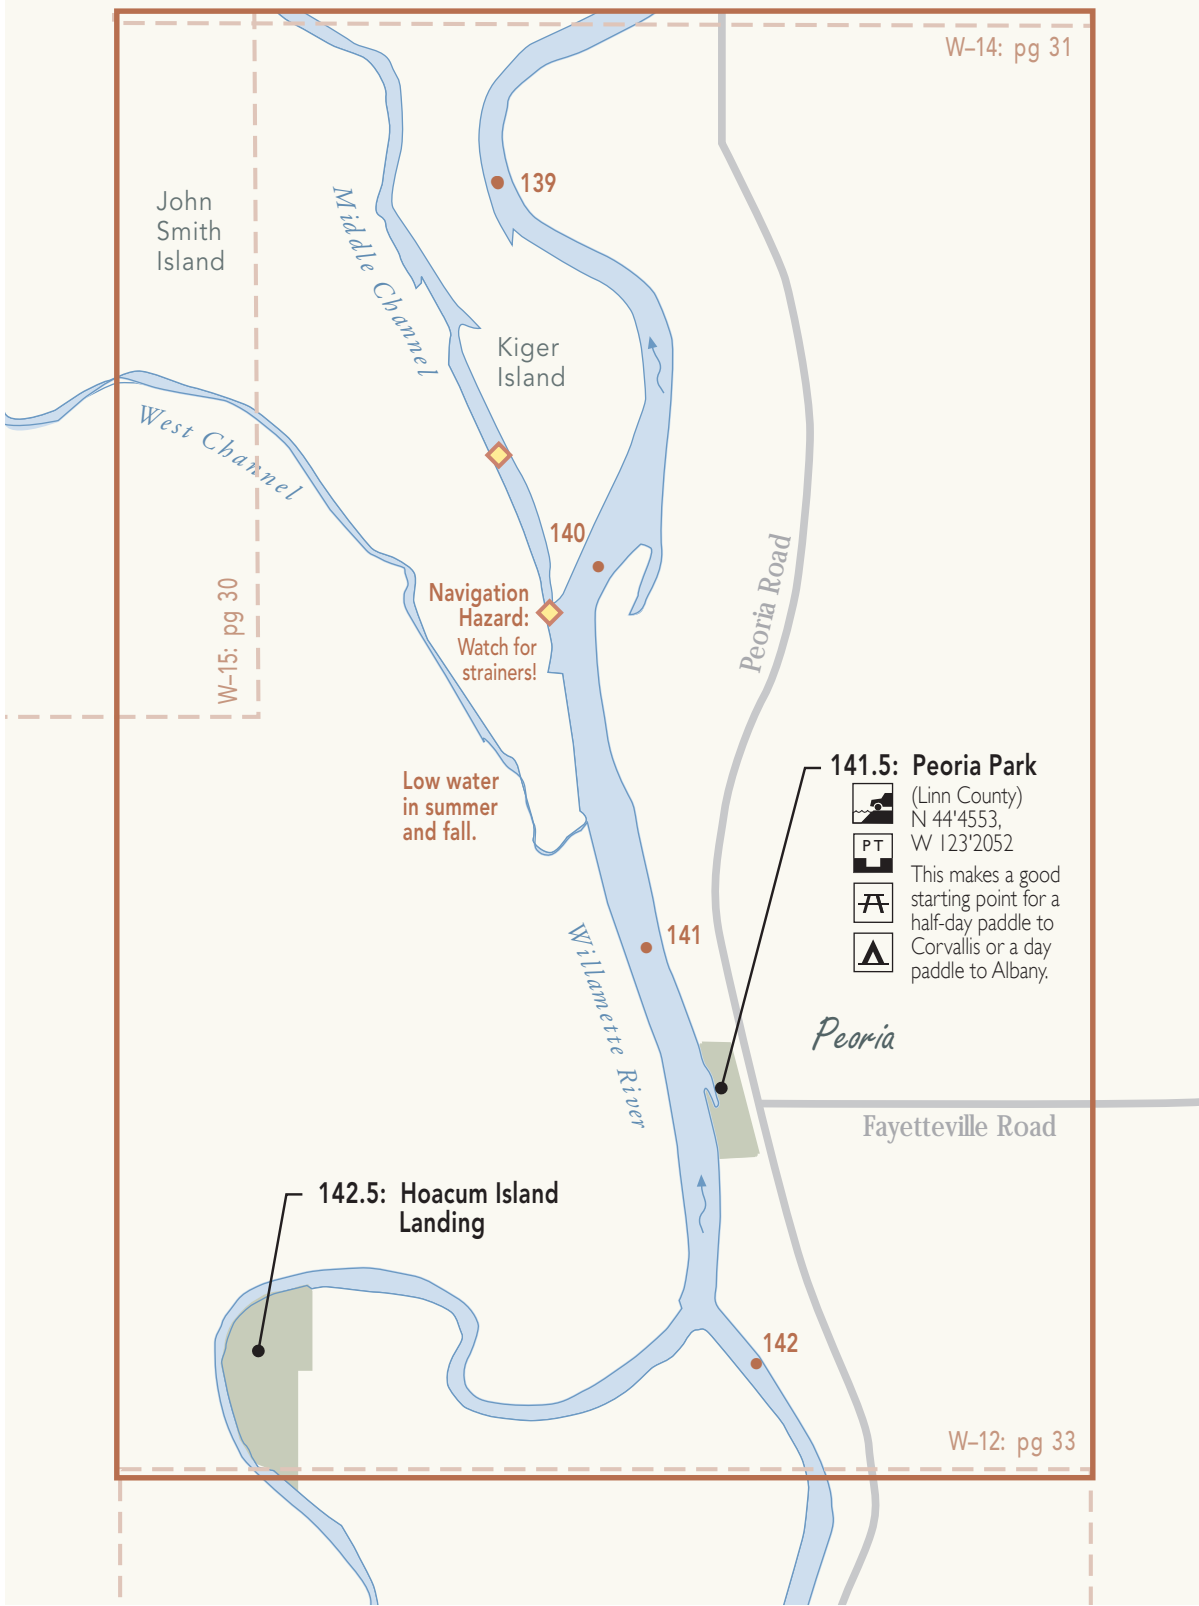 W–14: pg 31
139
John
Smith
Island
Middle Channel
Kiger
Island
West Channel
140
Navigation
Hazard:
Watch for
strainers!
W–15: pg 30
Peoria Road
Low water
in summer
and fall.
141.5: Peoria Park
(Linn County)
N 44'4553,
W 123'2052
PT
This makes a good
starting point for a
half-day paddle to
Corvallis or a day
paddle to Albany.
141
Willamette River
Peoria
Fayetteville Road
142.5: Hoacum Island
Landing
142
W–12: pg 33